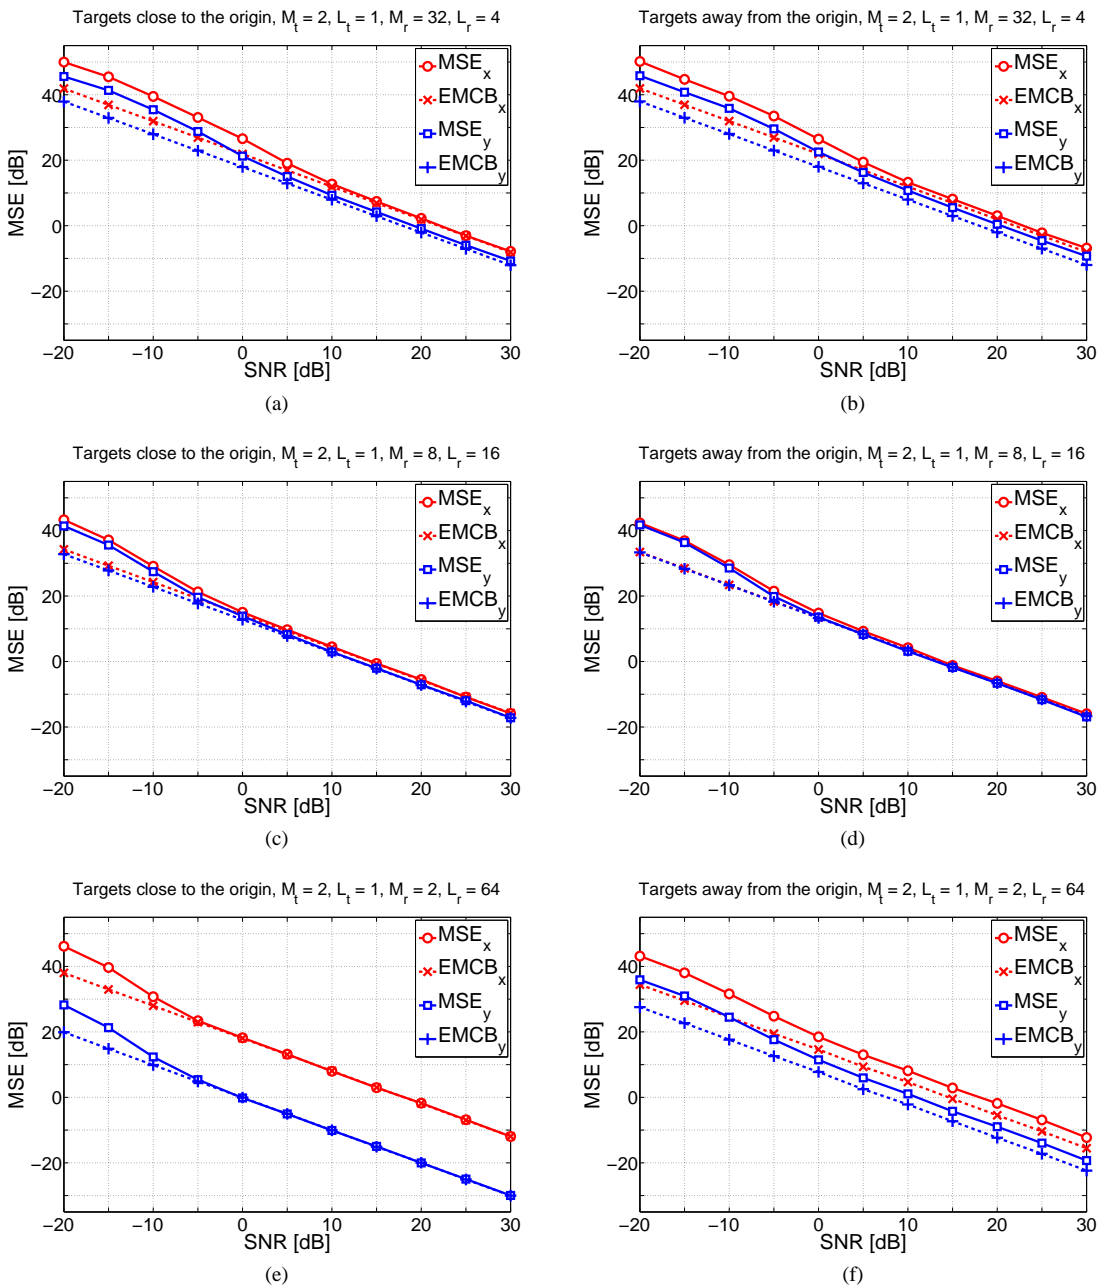 Targets close to the origin, M_t = 2, L_t = 1, M_r = 32, L_r = 4
MSE [dB]
40
20
0
−20
−20 −10 0 10 20 30
SNR [dB]
MSE_x
EMCB_x
MSE_y
EMCB_y
(a)
Targets away from the origin, M_t = 2, L_t = 1, M_r = 32, L_r = 4
MSE [dB]
40
20
0
−20
−20 −10 0 10 20 30
SNR [dB]
MSE_x
EMCB_x
MSE_y
EMCB_y
(b)
Targets close to the origin, M_t = 2, L_t = 1, M_r = 8, L_r = 16
MSE [dB]
40
20
0
−20
−20 −10 0 10 20 30
SNR [dB]
MSE_x
EMCB_x
MSE_y
EMCB_y
(c)
Targets away from the origin, M_t = 2, L_t = 1, M_r = 8, L_r = 16
MSE [dB]
40
20
0
−20
−20 −10 0 10 20 30
SNR [dB]
MSE_x
EMCB_x
MSE_y
EMCB_y
(d)
Targets close to the origin, M_t = 2, L_t = 1, M_r = 2, L_r = 64
MSE [dB]
40
20
0
−20
−20 −10 0 10 20 30
SNR [dB]
MSE_x
EMCB_x
MSE_y
EMCB_y
(e)
Targets away from the origin, M_t = 2, L_t = 1, M_r = 2, L_r = 64
MSE [dB]
40
20
0
−20
−20 −10 0 10 20 30
SNR [dB]
MSE_x
EMCB_x
MSE_y
EMCB_y
(f)